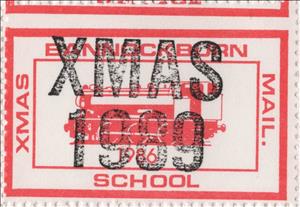 BANNOCKBURN
XMAS
MAIL.
1986
SCHOOL
XMAS
1989